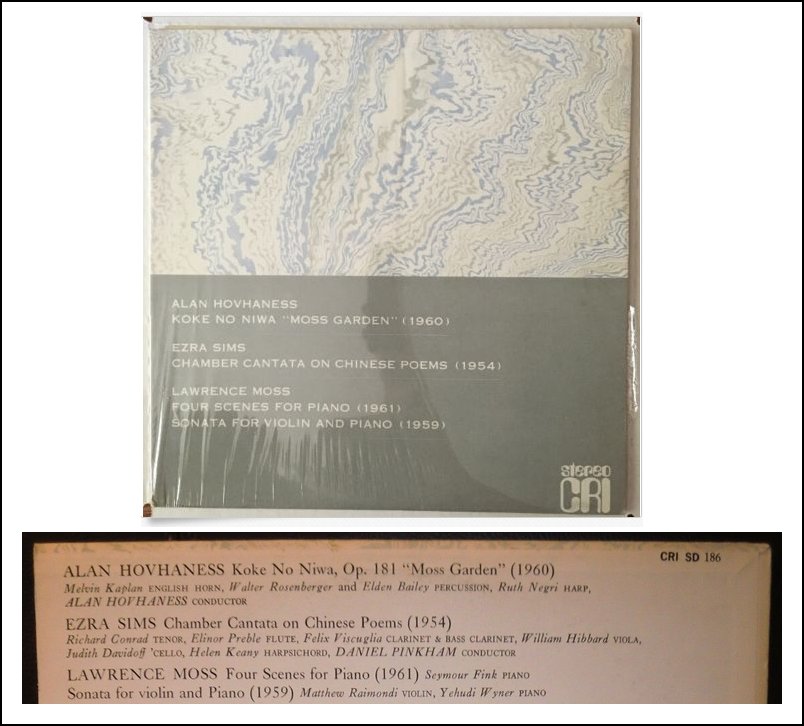 ALAN HOVHANESS
KOKE NO NIWA "MOSS GARDEN" (1960)
EZRA SIMS
CHAMBER CANTATA ON CHINESE POEMS (1954)
LAWRENCE MOSS
FOUR SCENES FOR PIANO (1961)
SONATA FOR VIOLIN AND PIANO (1959)
stereo
CRI
CRI SD 186
ALAN HOVHANESS Koke No Niwa, Op. 181 "Moss Garden" (1960)
Melvin Kaplan ENGLISH HORN, Walter Rosenberger and Elden Bailey PERCUSSION, Ruth Negri HARP,
ALAN HOVHANESS CONDUCTOR
EZRA SIMS Chamber Cantata on Chinese Poems (1954)
Richard Conrad TENOR, Elinor Preble FLUTE, Felix Viscuglia CLARINET & BASS CLARINET, William Hibbard VIOLA,
Judith Davidoff 'CELLO, Helen Keany HARPSICHORD, DANIEL PINKHAM CONDUCTOR
LAWRENCE MOSS Four Scenes for Piano (1961) Seymour Fink PIANO
Sonata for violin and Piano (1959) Matthew Raimondi VIOLIN, Yehudi Wyner PIANO